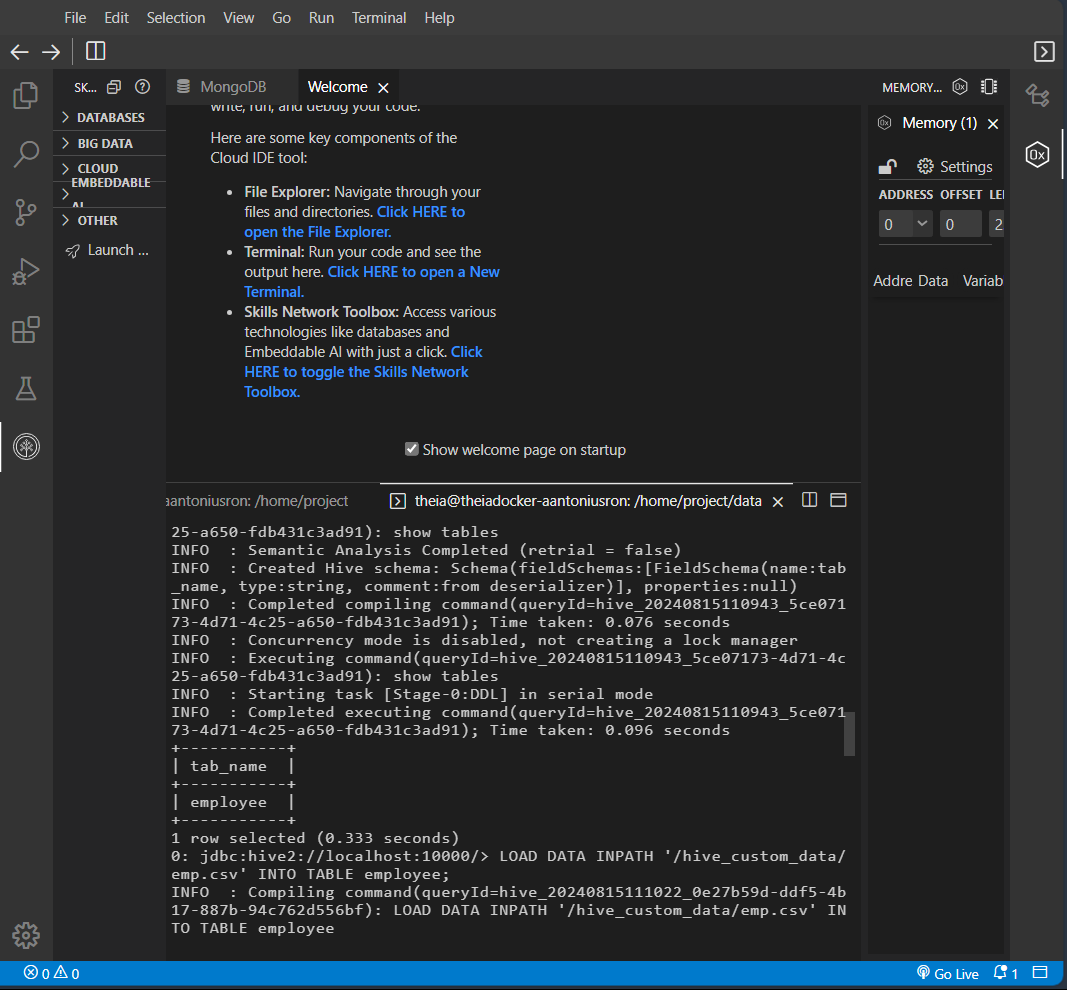 File Edit Selection View Go Run Terminal Help
SK...
MongoDB
Welcome
MEMORY...
DATABASES
BIG DATA
CLOUD
EMBEDDABLE
AI
OTHER
Launch ...
write, run, and debug your code.
Here are some key components of the
Cloud IDE tool:
• File Explorer: Navigate through your
files and directories. Click HERE to
open the File Explorer.
• Terminal: Run your code and see the
output here. Click HERE to open a New
Terminal.
• Skills Network Toolbox: Access various
technologies like databases and
Embeddable AI with just a click. Click
HERE to toggle the Skills Network
Toolbox.
Show welcome page on startup
0x Memory (1)
0x
Settings
ADDRESS OFFSET LE
0 0 2
Addre Data Variab
aantoniusron: /home/project
theia@theiadocker-aantoniusron: /home/project/data
25-a650-fdb431c3ad91): show tables
INFO  : Semantic Analysis Completed (retrial = false)
INFO  : Created Hive schema: Schema(fieldSchemas:[FieldSchema(name:tab
_name, type:string, comment:from deserializer)], properties:null)
INFO  : Completed compiling command(queryId=hive_20240815110943_5ce071
73-4d71-4c25-a650-fdb431c3ad91); Time taken: 0.076 seconds
INFO  : Concurrency mode is disabled, not creating a lock manager
INFO  : Executing command(queryId=hive_20240815110943_5ce07173-4d71-4c
25-a650-fdb431c3ad91): show tables
INFO  : Starting task [Stage-0:DDL] in serial mode
INFO  : Completed executing command(queryId=hive_20240815110943_5ce071
73-4d71-4c25-a650-fdb431c3ad91); Time taken: 0.096 seconds
+-----------+
| tab_name  |
+-----------+
| employee  |
+-----------+
1 row selected (0.333 seconds)
0: jdbc:hive2://localhost:10000/> LOAD DATA INPATH '/hive_custom_data/
emp.csv' INTO TABLE employee;
INFO  : Compiling command(queryId=hive_20240815111022_0e27b59d-ddf5-4b
17-887b-94c762d556bf): LOAD DATA INPATH '/hive_custom_data/emp.csv' IN
TO TABLE employee
0 0
Go Live
1